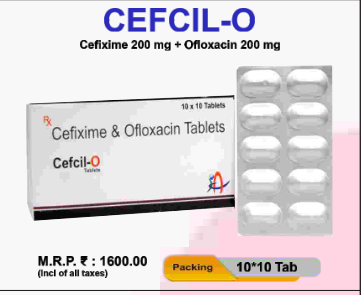 CEFCIL-O
Cefixime 200 mg + Ofloxacin 200 mg
10 x 10 Tablets
Rx
Cefixime & Ofloxacin Tablets
Cefcil-O
Tablets
M.R.P. ₹ : 1600.00
(Incl of all taxes)
Packing
10*10 Tab